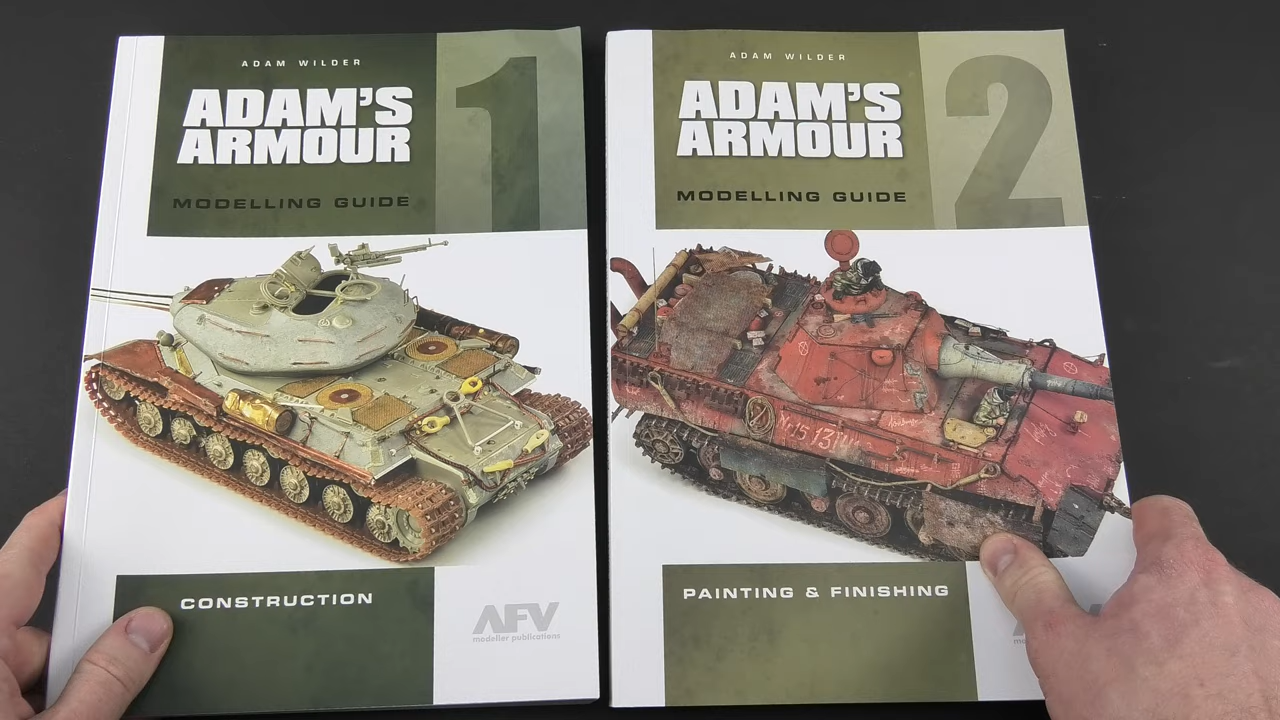 ADAM WILDER
ADAM'S
ARMOUR
1
MODELLING GUIDE
CONSTRUCTION
AFV
modeller publications
ADAM WILDER
ADAM'S
ARMOUR
2
MODELLING GUIDE
PAINTING & FINISHING